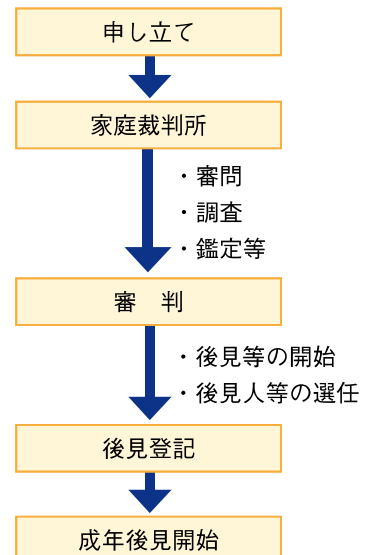 申し立て
家庭裁判所
・審問
・調査
・鑑定等
審　判
・後見等の開始
・後見人等の選任
後見登記
成年後見開始